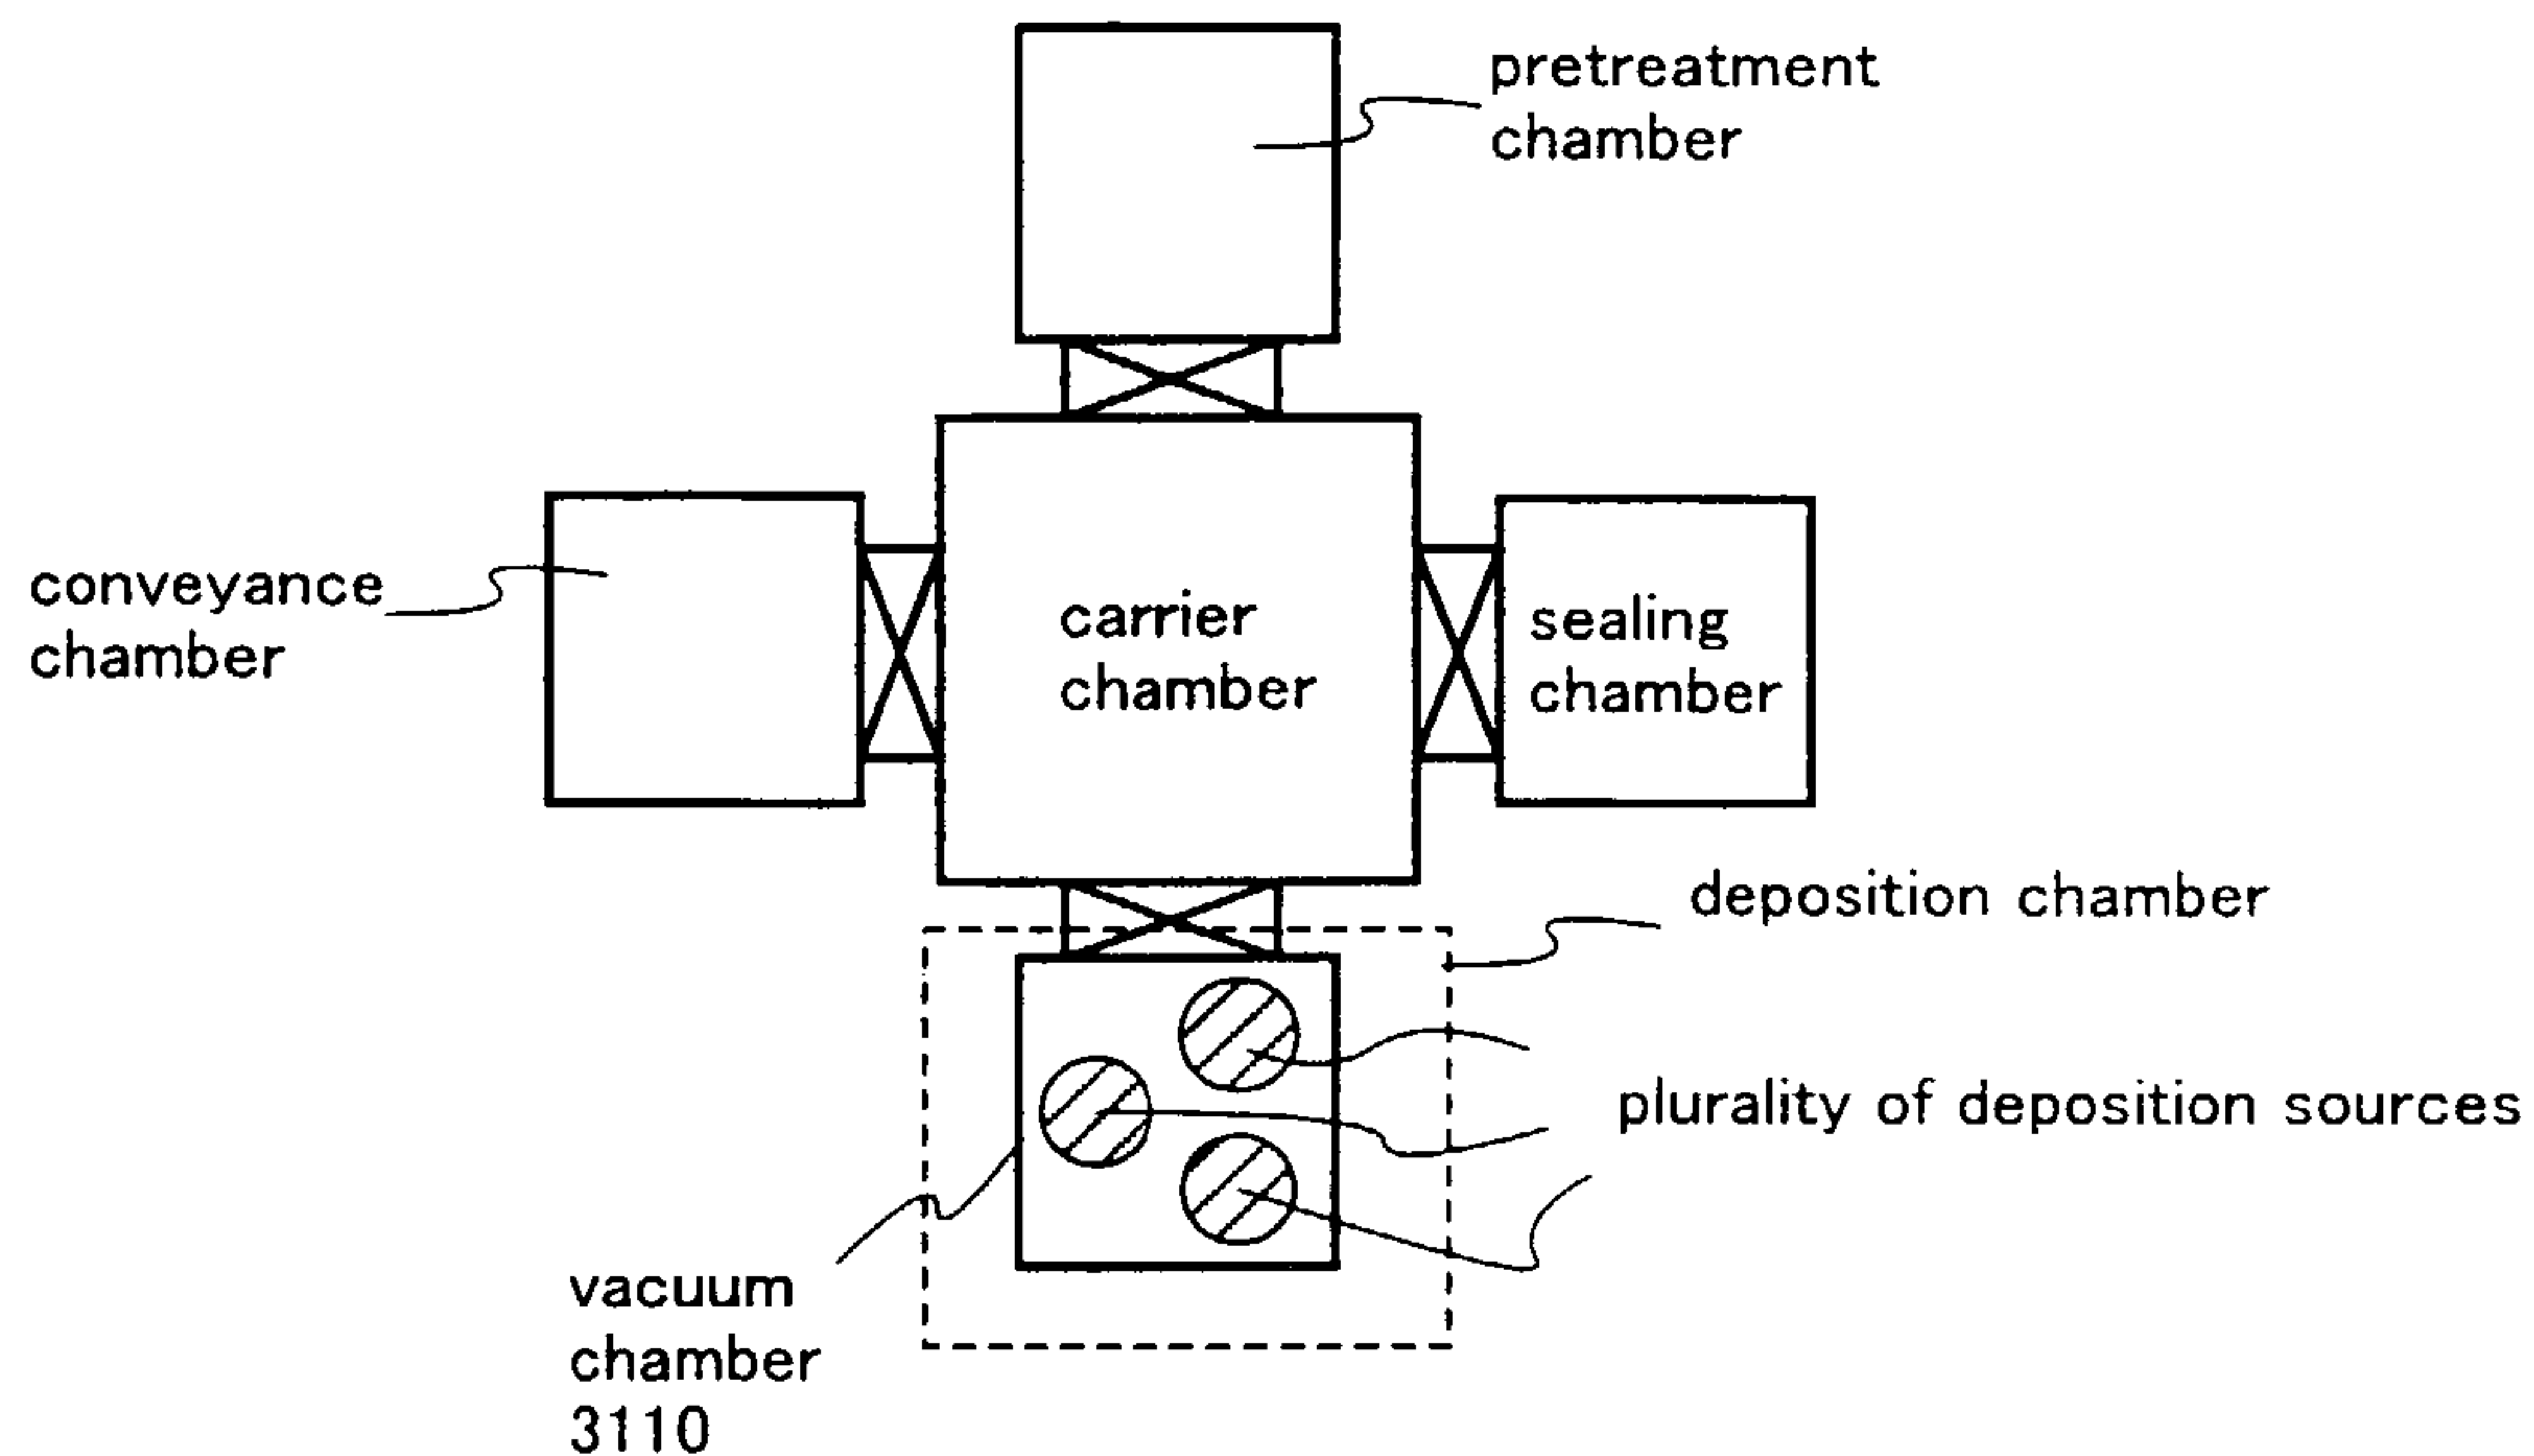 pretreatment
chamber
conveyance
chamber
carrier
chamber
sealing
chamber
deposition chamber
plurality of deposition sources
vacuum
chamber
3110